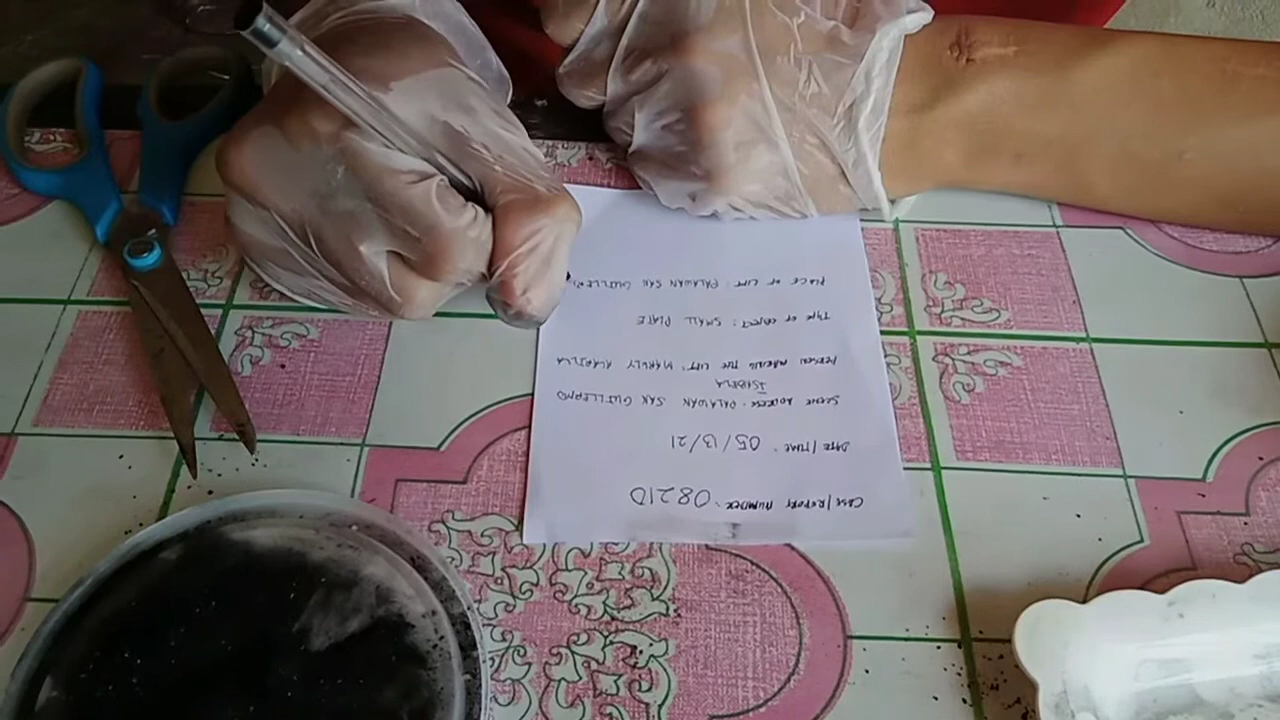 CASE/REPORT NUMBER: 08210
DATE/TIME: 05/13/21
SCENE ADDRESS: PALAWAN SAN GUILLERMO
ISABELA
PERSON MAKING THE LIFT: MARKLY
TYPE OF OBJECT: SMALL PLATE
PLACE OF LIFT: PALAWAN SAN GUILLERMO